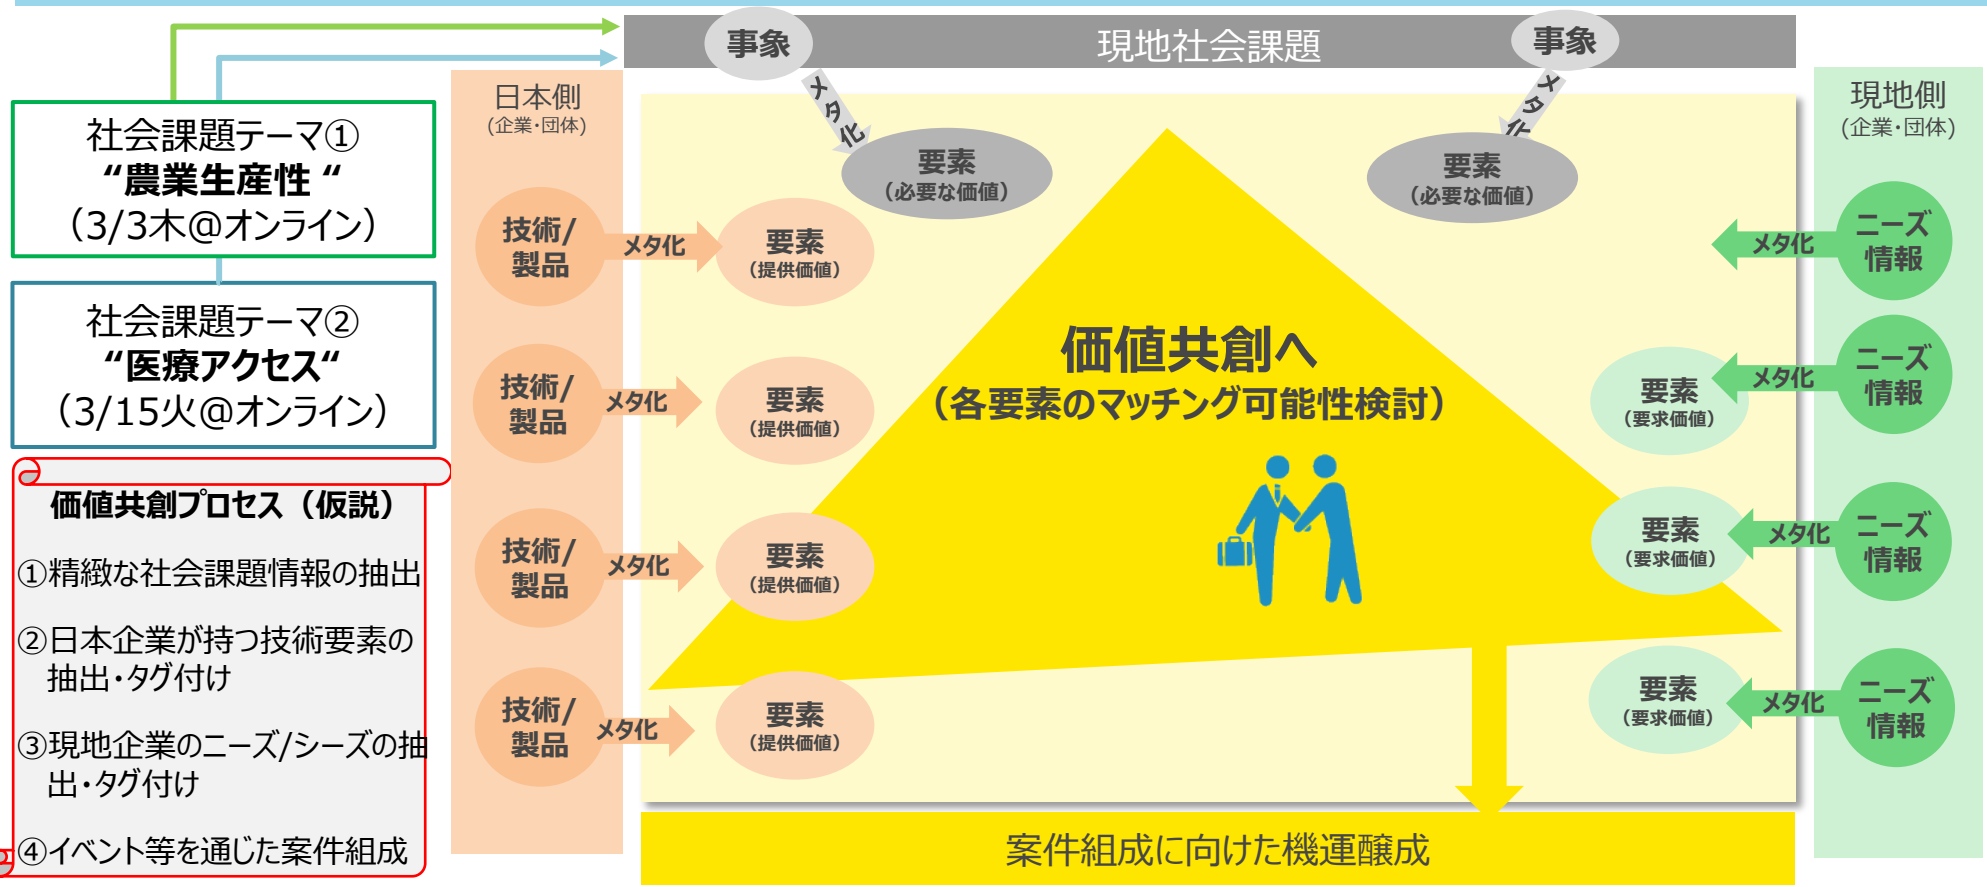 現地社会課題
事象
事象
メタ化
メタ化
社会課題テーマ①
“農業生産性 “
（3/3木@オンライン）
社会課題テーマ②
“医療アクセス“
（3/15火@オンライン）
価値共創プロセス（仮説）
①精緻な社会課題情報の抽出
②日本企業が持つ技術要素の
抽出・タグ付け
③現地企業のニーズ/シーズの抽
出・タグ付け
④イベント等を通じた案件組成
日本側
(企業・団体)
技術/
製品
メタ化
要素
（提供価値）
技術/
製品
メタ化
要素
（提供価値）
技術/
製品
メタ化
要素
（提供価値）
技術/
製品
メタ化
要素
（提供価値）
要素
（必要な価値）
要素
（必要な価値）
価値共創へ
（各要素のマッチング可能性検討）
現地側
(企業・団体)
メタ化
ニーズ
情報
要素
（要求価値）
メタ化
ニーズ
情報
要素
（要求価値）
メタ化
ニーズ
情報
要素
（要求価値）
メタ化
ニーズ
情報
案件組成に向けた機運醸成